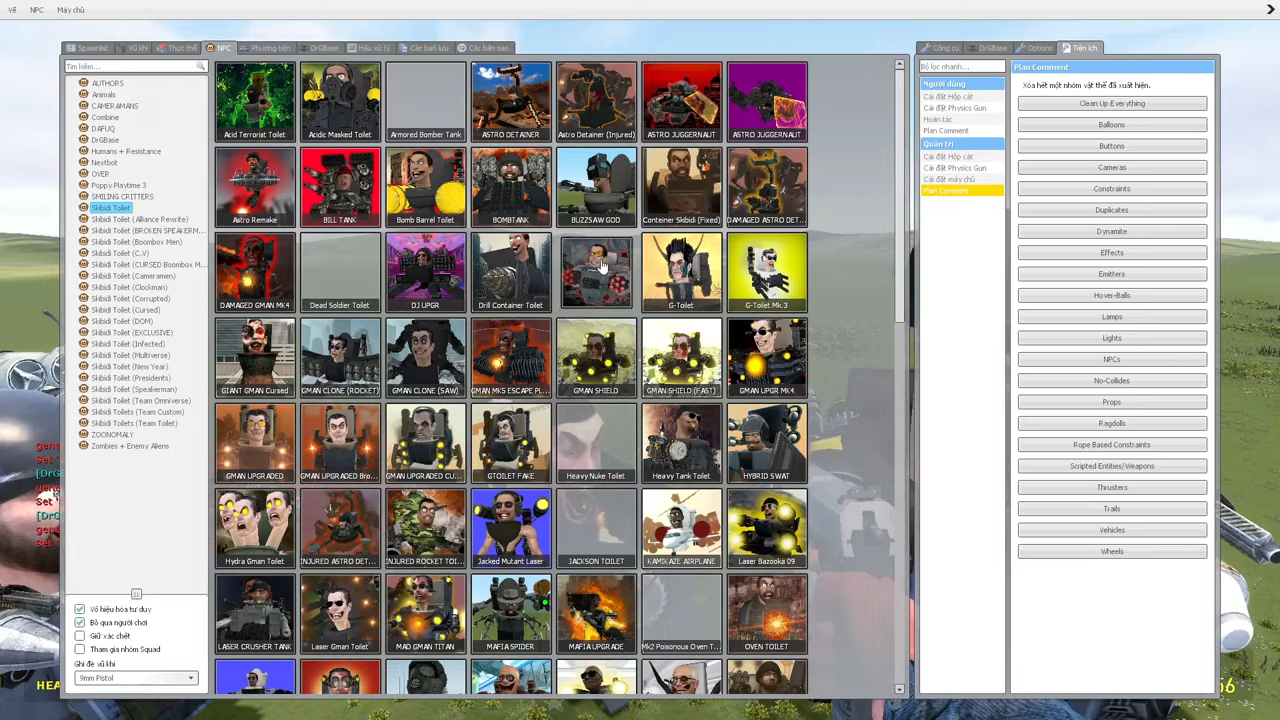 Vẽ NPC Máy chủ
Spawnlist Vũ khí Thực thể NPC Phương tiện DrGBase Hậu xử lý Các bạn lưu Các bản sao
Tìm kiếm...
AUTHORS
Animals
CAMERAMANS
Combine
DAFUQ
DrGBase
Humans + Resistance
Nextbot
OVER
Poppy Playtime 3
SMILING CRITTERS
Skibidi Toilet
Skibidi Toilet (Alliance Rewrite)
Skibidi Toilet (BROKEN SPEAKERM...
Skibidi Toilet (Boombox Men)
Skibidi Toilet (C.V)
Skibidi Toilet (CURSED Boombox M...
Skibidi Toilet (Cameramen)
Skibidi Toilet (Clockman)
Skibidi Toilet (Corrupted)
Skibidi Toilet (Cursed)
Skibidi Toilet (DOM)
Skibidi Toilet (EXCLUSIVE)
Skibidi Toilet (Infected)
Skibidi Toilet (Multiverse)
Skibidi Toilet (New Year)
Skibidi Toilet (Presidents)
Skibidi Toilet (Speakerman)
Skibidi Toilet (Team Omniverse)
Skibidi Toilets (Team Custom)
Skibidi Toilets (Team Toilet)
ZOONOMALY
Zombies + Enemy Aliens
Vô hiệu hóa tư duy
Bỏ qua người chơi
Giữ xác chết
Tham gia nhóm Squad
Ghi đè vũ khí
9mm Pistol
Acid Terrorist Toilet Acidic Masked Toilet Armored Bomber Tank ASTRO DETAINER Astro Detainer (Injured) ASTRO JUGGERNAUT ASTRO JUGGERNAUT
Astro Remake BILL TANK Bomb Barrel Toilet BOMBTANK BUZZSAW GOD Conteiner Skibidi (Fixed) DAMAGED ASTRO DET...
DAMAGED GMAN MK4 Dead Soldier Toilet DJ UPGR Drill Container Toilet G-Toilet G-Toilet Mk.3
GIANT GMAN Cursed GMAN CLONE (ROCKET) GMAN CLONE (SAW) GMAN MK5 ESCAPE PL... GMAN SHIELD GMAN SHIELD (FAST) GMAN UPGR MK4
GMAN UPGRADED GMAN UPGRADED Bro... GMAN UPGRADED CU... GTOILET FAKE Heavy Nuke Toilet Heavy Tank Toilet HYBRID SWAT
Hydra Gman Toilet INJURED ASTRO DET... INJURED ROCKET TOI... Jacked Mutant Laser JACKSON TOILET KAMIKAZE AIRPLANE Laser Bazooka 09
LASER CRUSHER TANK Laser Gman Toilet MAD GMAN TITAN MAFIA SPIDER MAFIA UPGRADE Mk2 Poisonous Oven T... OVEN TOILET
Công cụ DrGBase Options Tiện ích
Bộ lọc nhanh...
Người dùng
Cài đặt Hộp cát
Cài đặt Physics Gun
Hoàn tác
Plan Comment
Quản trị
Cài đặt Hộp cát
Cài đặt Physics Gun
Cài đặt máy chủ
Plan Comment
Plan Comment
Xóa hết một nhóm vật thể đã xuất hiện.
Clean Up Everything
Balloons
Buttons
Cameras
Constraints
Duplicates
Dynamite
Effects
Emitters
Hover-Balls
Lamps
Lights
NPCs
No-Collides
Props
Ragdolls
Rope Based Constraints
Scripted Entities/Weapons
Thrusters
Trails
Vehicles
Wheels
gene
Set '
[DrG
gene
Set '
[DrG
gene
Set '
HEA